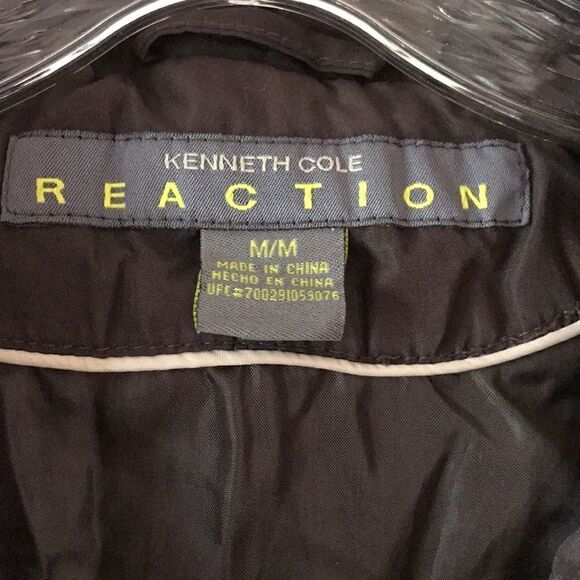 KENNETH COLE
REACTION
M/M
MADE IN CHINA
HECHO EN CHINA
UPC#700291059076